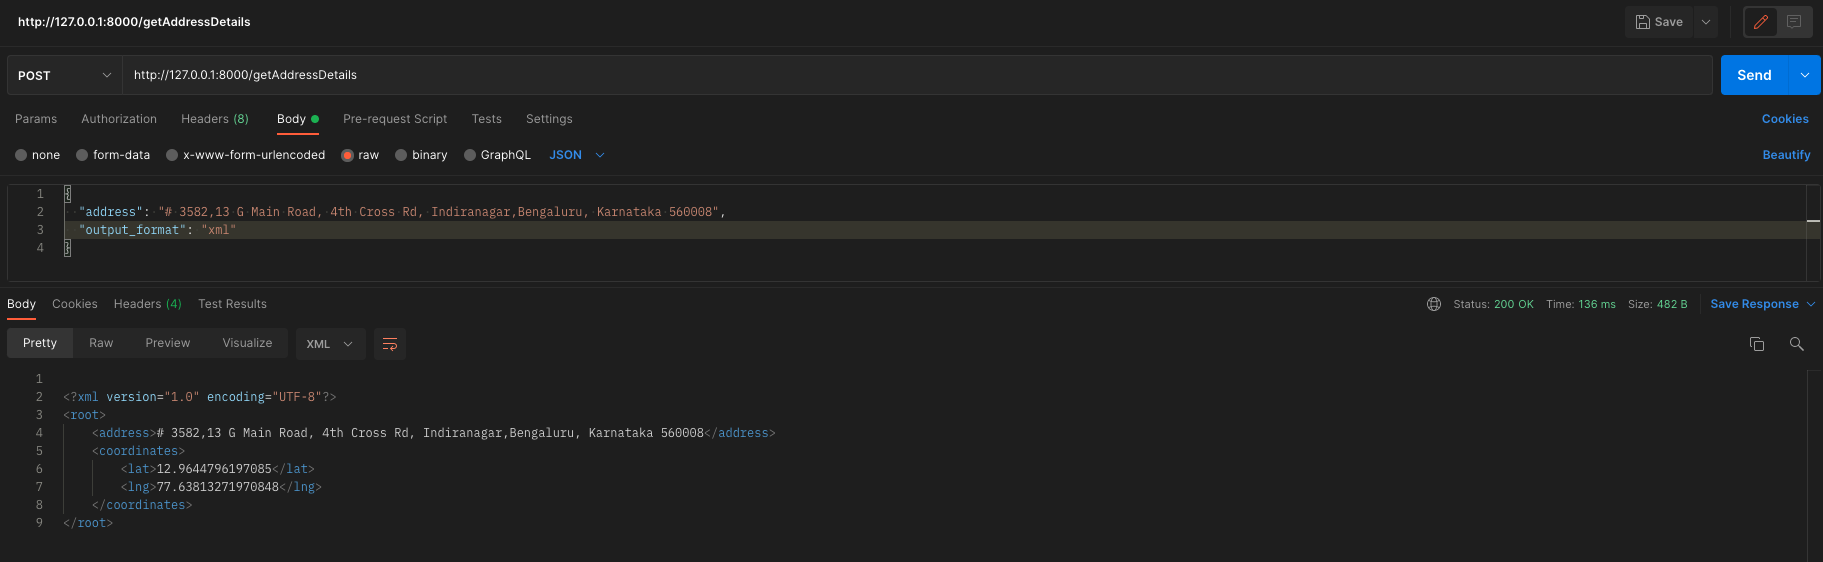 http://127.0.0.1:8000/getAddressDetails
Save
POST
http://127.0.0.1:8000/getAddressDetails
Send
Params Authorization Headers (8) Body Pre-request Script Tests Settings Cookies
none form-data x-www-form-urlencoded raw binary GraphQL JSON Beautify
1 {
2 "address": "# 3582,13 G Main Road, 4th Cross Rd, Indiranagar,Bengaluru, Karnataka 560008",
3 "output_format": "xml"
4 }
Body Cookies Headers (4) Test Results Status: 200 OK Time: 136 ms Size: 482 B Save Response
Pretty Raw Preview Visualize XML
1
2 <?xml version="1.0" encoding="UTF-8"?>
3 <root>
4 <address># 3582,13 G Main Road, 4th Cross Rd, Indiranagar,Bengaluru, Karnataka 560008</address>
5 <coordinates>
6 <lat>12.9644796197085</lat>
7 <lng>77.63813271970848</lng>
8 </coordinates>
9 </root>